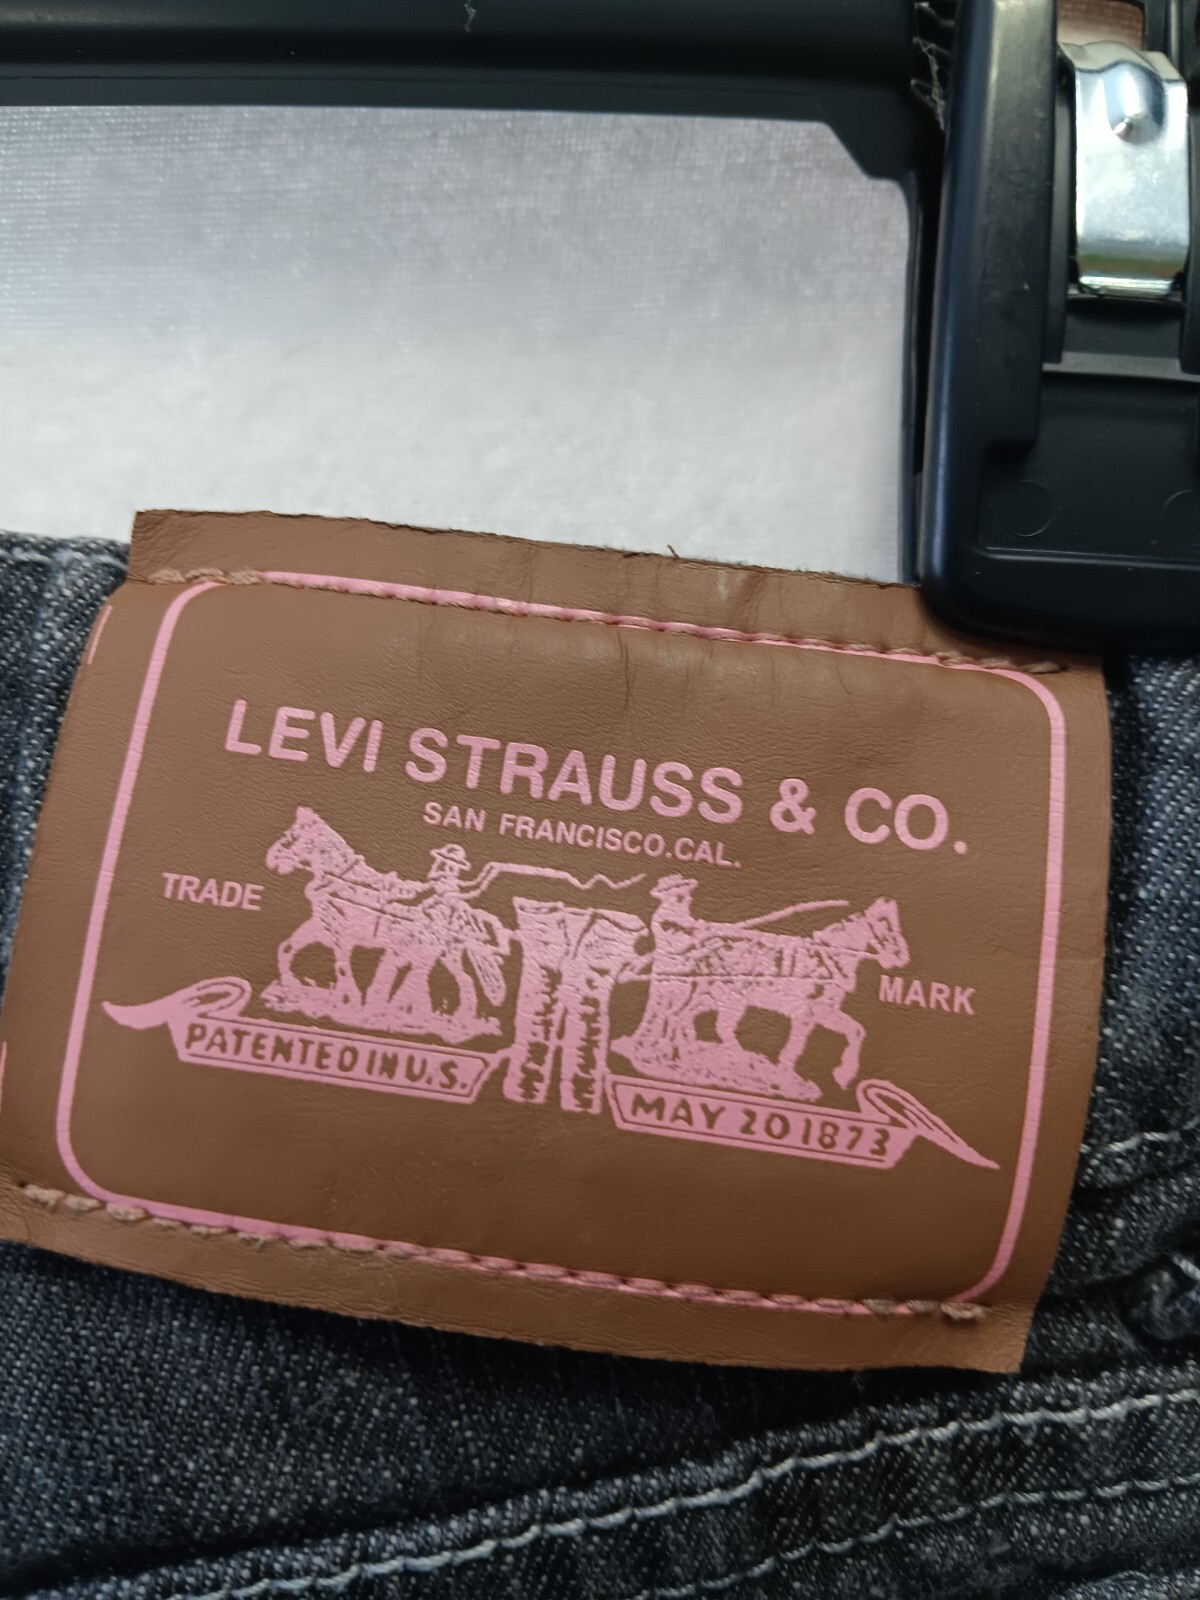 LEVI STRAUSS & CO.
SAN FRANCISCO.CAL.
TRADE MARK
PATENTED IN U.S. MAY 20 1873